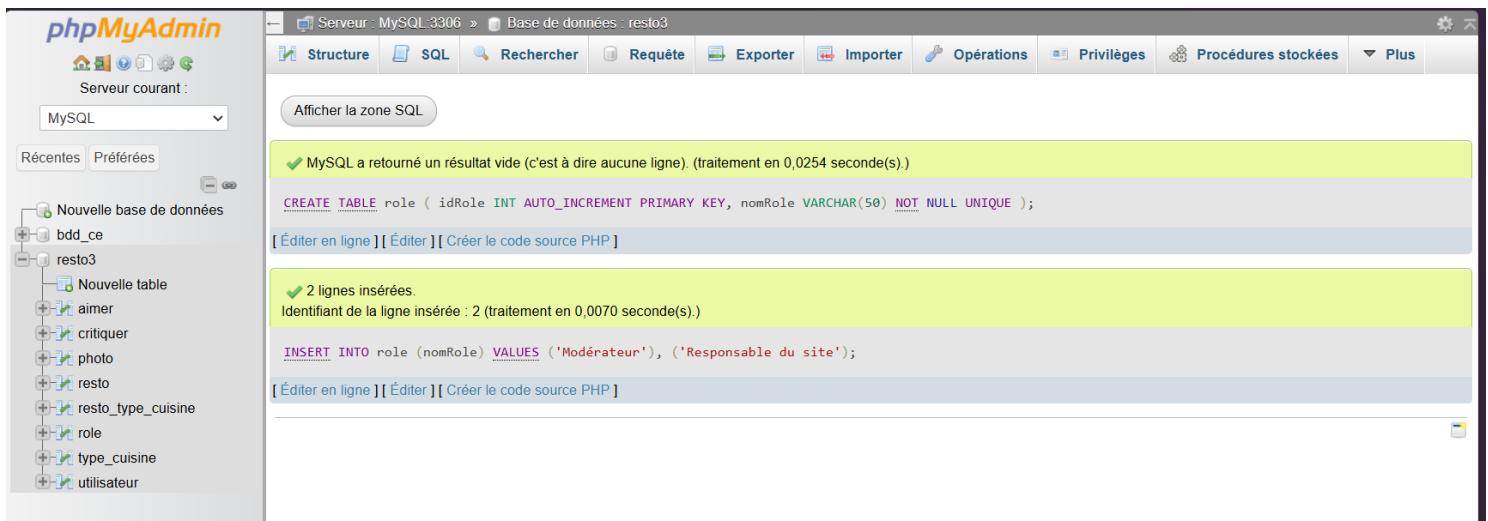 phpMyAdmin
Serveur courant :
MySQL
Récentes Préférées
Nouvelle base de données
bdd_ce
resto3
Nouvelle table
aimer
critiquer
photo
resto
resto_type_cuisine
role
type_cuisine
utilisateur
Serveur : MySQL:3306 » Base de données : resto3
Structure SQL Rechercher Requête Exporter Importer Opérations Privilèges Procédures stockées Plus
Afficher la zone SQL
MySQL a retourné un résultat vide (c'est à dire aucune ligne). (traitement en 0,0254 seconde(s).)
CREATE TABLE role ( idRole INT AUTO_INCREMENT PRIMARY KEY, nomRole VARCHAR(50) NOT NULL UNIQUE );
[ Éditer en ligne ] [ Éditer ] [ Créer le code source PHP ]
2 lignes insérées.
Identifiant de la ligne insérée : 2 (traitement en 0,0070 seconde(s).)
INSERT INTO role (nomRole) VALUES ('Modérateur'), ('Responsable du site');
[ Éditer en ligne ] [ Éditer ] [ Créer le code source PHP ]